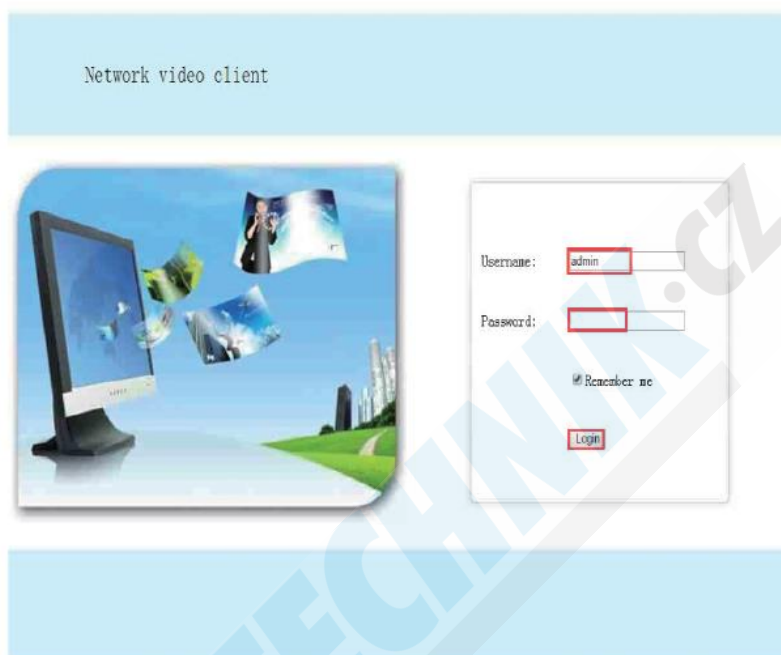 Network video client
Username:
admin
Password:
Remember me
Login
TECHNIK.CZ